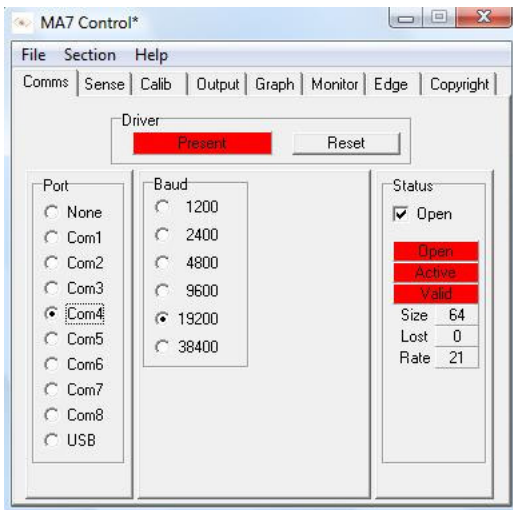 MA7 Control*
File Section Help
Comms Sense Calib Output Graph Monitor Edge Copyright
Driver
Present Reset
Port
None
Com1
Com2
Com3
Com4
Com5
Com6
Com7
Com8
USB
Baud
1200
2400
4800
9600
19200
38400
Status
Open
Open
Active
Valid
Size 64
Lost 0
Rate 21